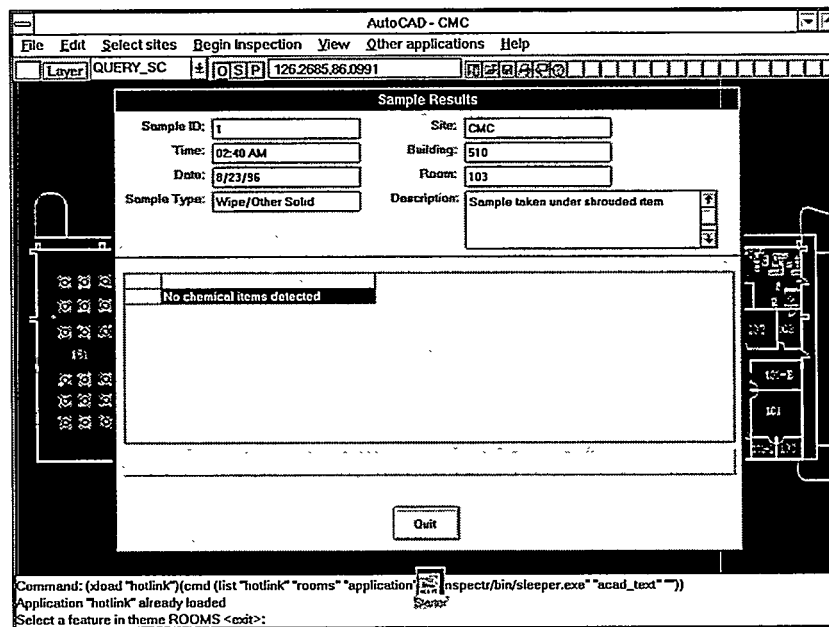 AutoCAD - CMC
File Edit Select sites Begin Inspection View Other applications Help
Layer QUERY_SC O S P 126.2685,86.0991
Sample Results
Sample ID: 1 Site: CMC
Time: 02:40 AM Building: 510
Date: 8/23/96 Room: 103
Sample Type: Wipe/Other Solid Description: Sample taken under shrouded item
No chemical items detected
151
101-B
101
Quit
Command: (xload "hotlink")(cmd (list "hotlink" "rooms" "application" nspectr/bin/sleeper.exe" "acad_text" ""))
Application "hotlink" already loaded
Select a feature in theme ROOMS <exit>: